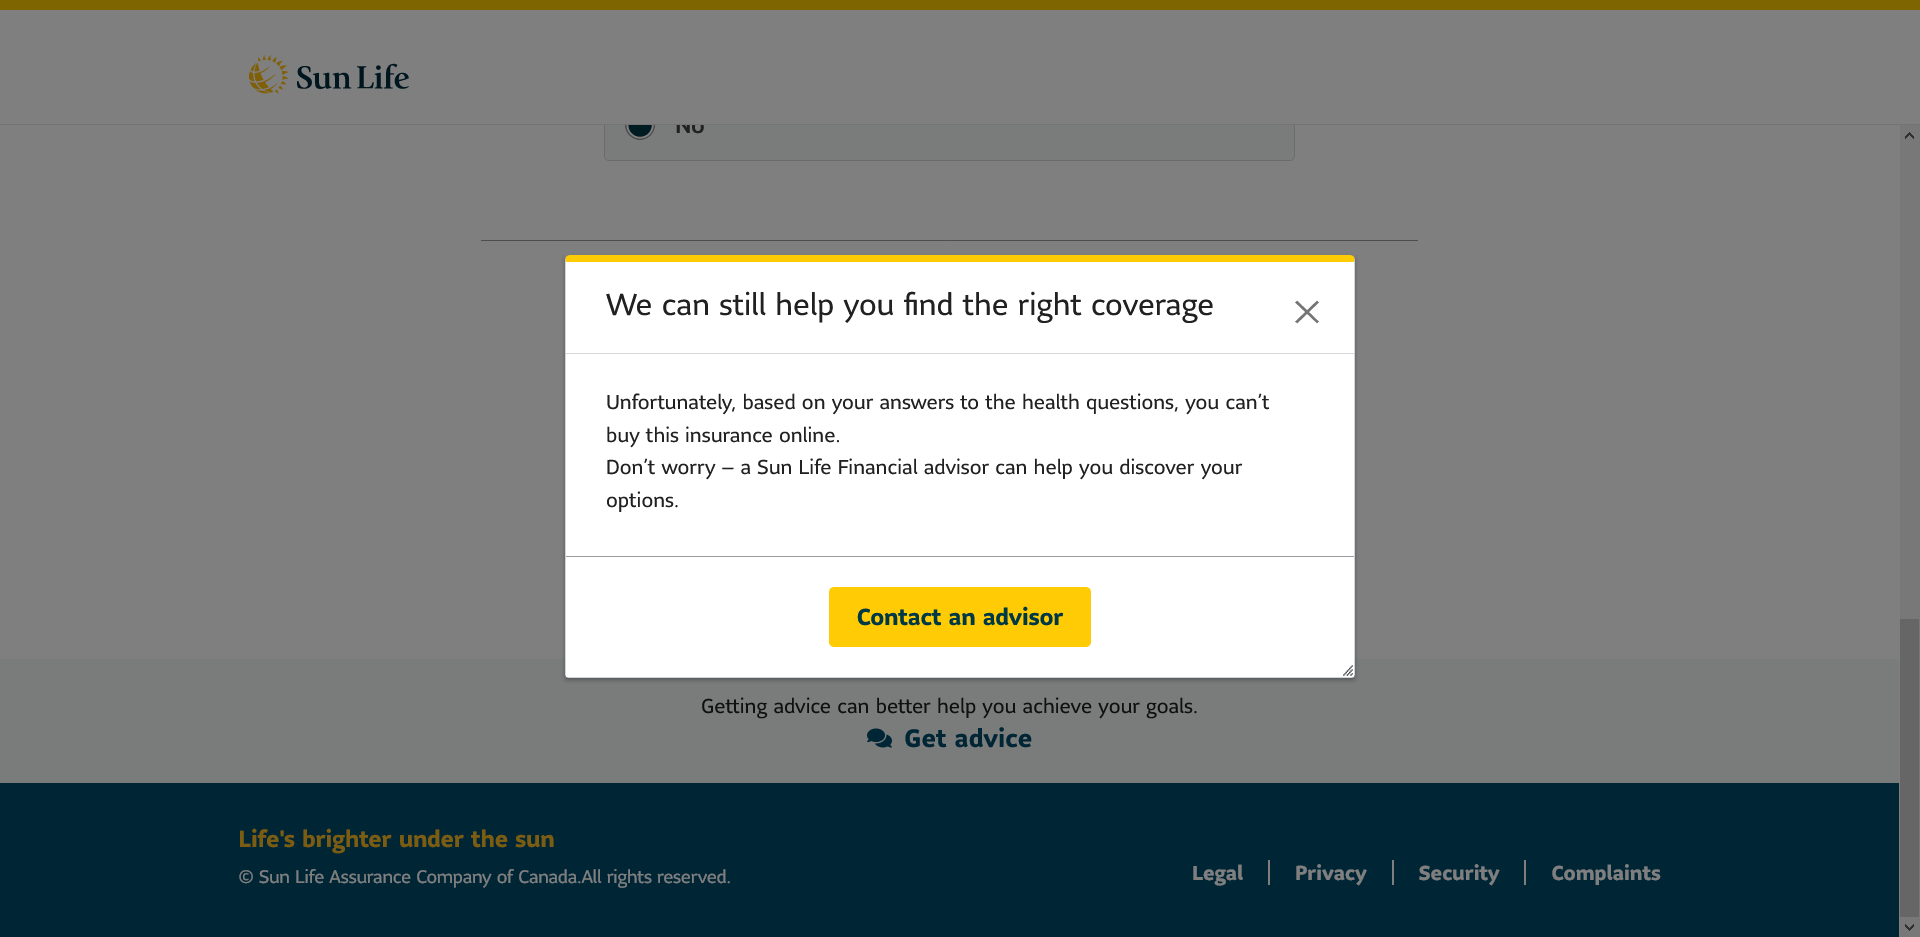 Sun Life
No
We can still help you find the right coverage
Unfortunately, based on your answers to the health questions, you can’t
buy this insurance online.
Don’t worry – a Sun Life Financial advisor can help you discover your
options.
Contact an advisor
Getting advice can better help you achieve your goals.
Get advice
Life's brighter under the sun
© Sun Life Assurance Company of Canada.All rights reserved.
Legal
Privacy
Security
Complaints